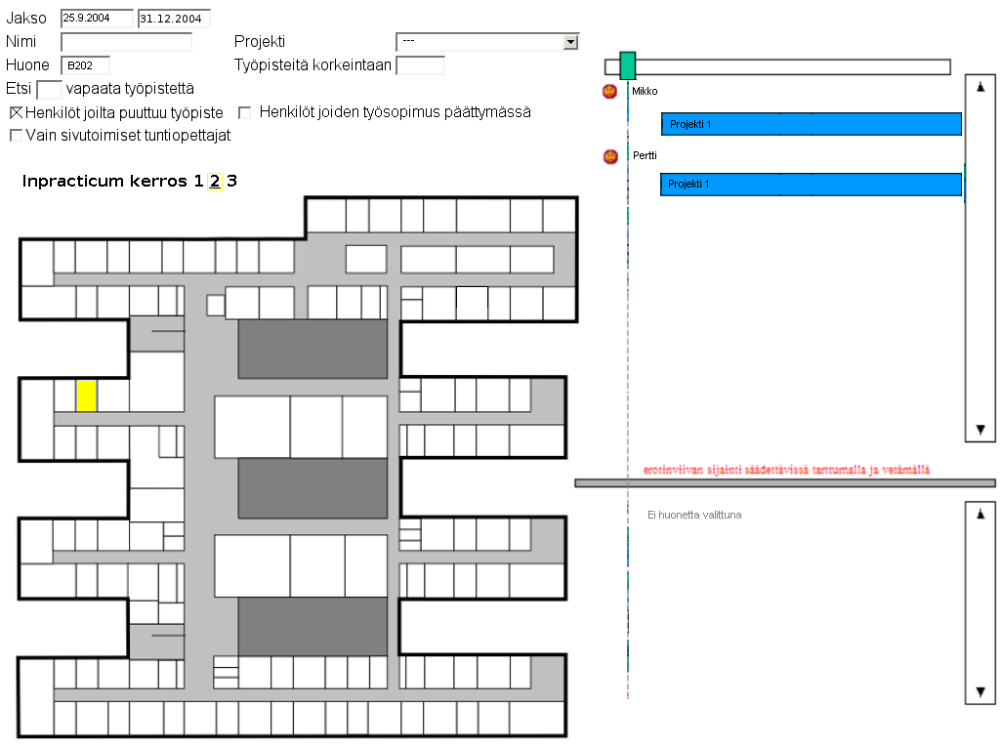 Jakso 25.9.2004 31.12.2004
Nimi Projekti ---
Huone B202 Työpisteitä korkeintaan
Etsi vapaata työpistettä
Henkilöt joilta puuttuu työpiste Henkilöt joiden työsopimus päättymässä
Vain sivutoimiset tuntiopettajat
Inpracticum kerros 1 2 3
Mikko
Projekti 1
Pertti
Projekti 1
erotinviivan sijainti säädettävissä tarttumalla ja vetämällä
Ei huonetta valittuna